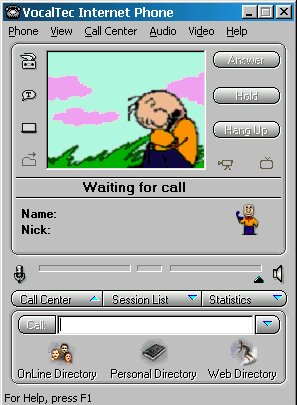 VocalTec Internet Phone
Phone View Call Center Audio Video Help
Answer
Hold
Hang Up
Waiting for call
Name:
Nick:
Call Center Session List Statistics
Call:
OnLine Directory Personal Directory Web Directory
For Help, press F1